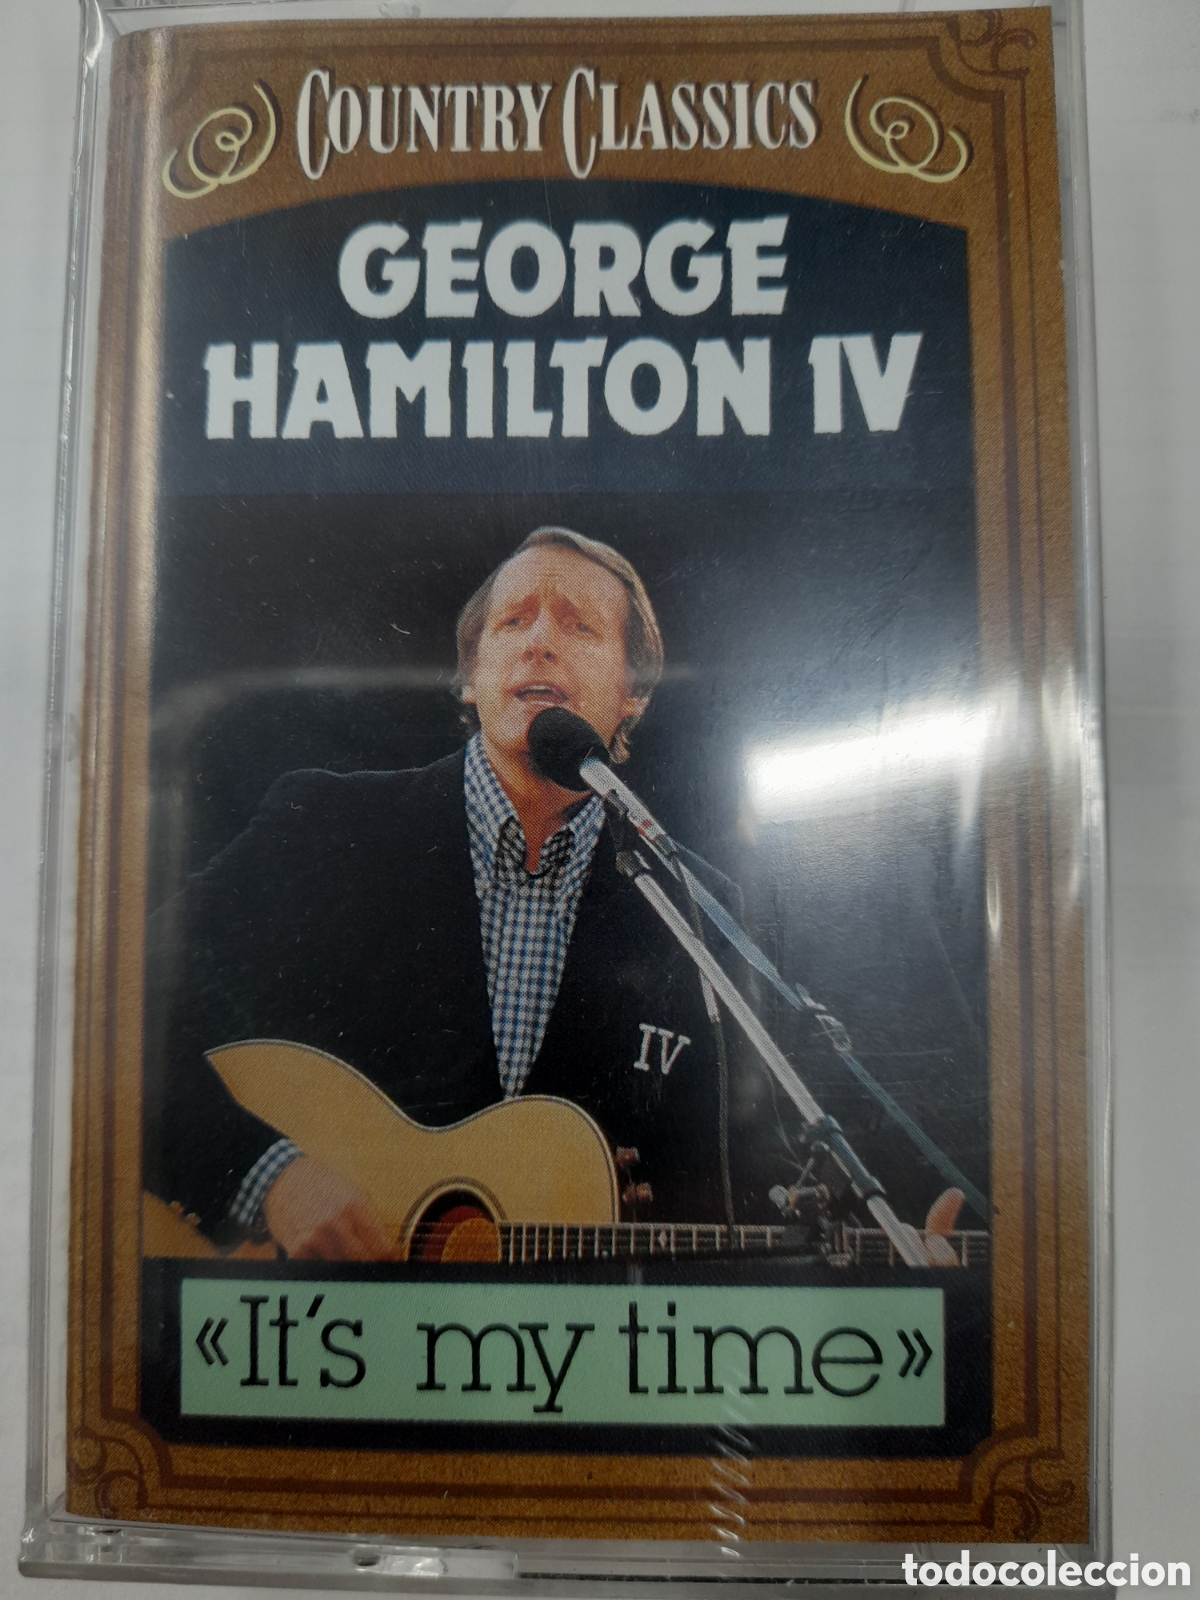 COUNTRY CLASSICS
GEORGE
HAMILTON IV
IV
«It's my time»
todocoleccion